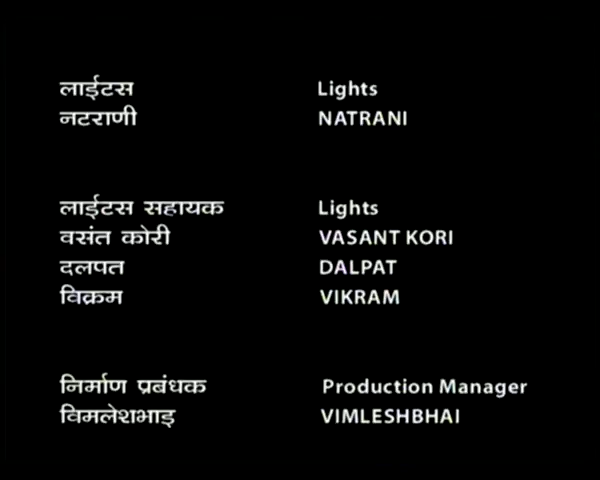 लाईटस Lights
नटराणी NATRANI
लाईटस सहायक Lights
वसंत कोरी VASANT KORI
दलपत DALPAT
विक्रम VIKRAM
निर्माण प्रबंधक Production Manager
विमलेशभाइ VIMLESHBHAI